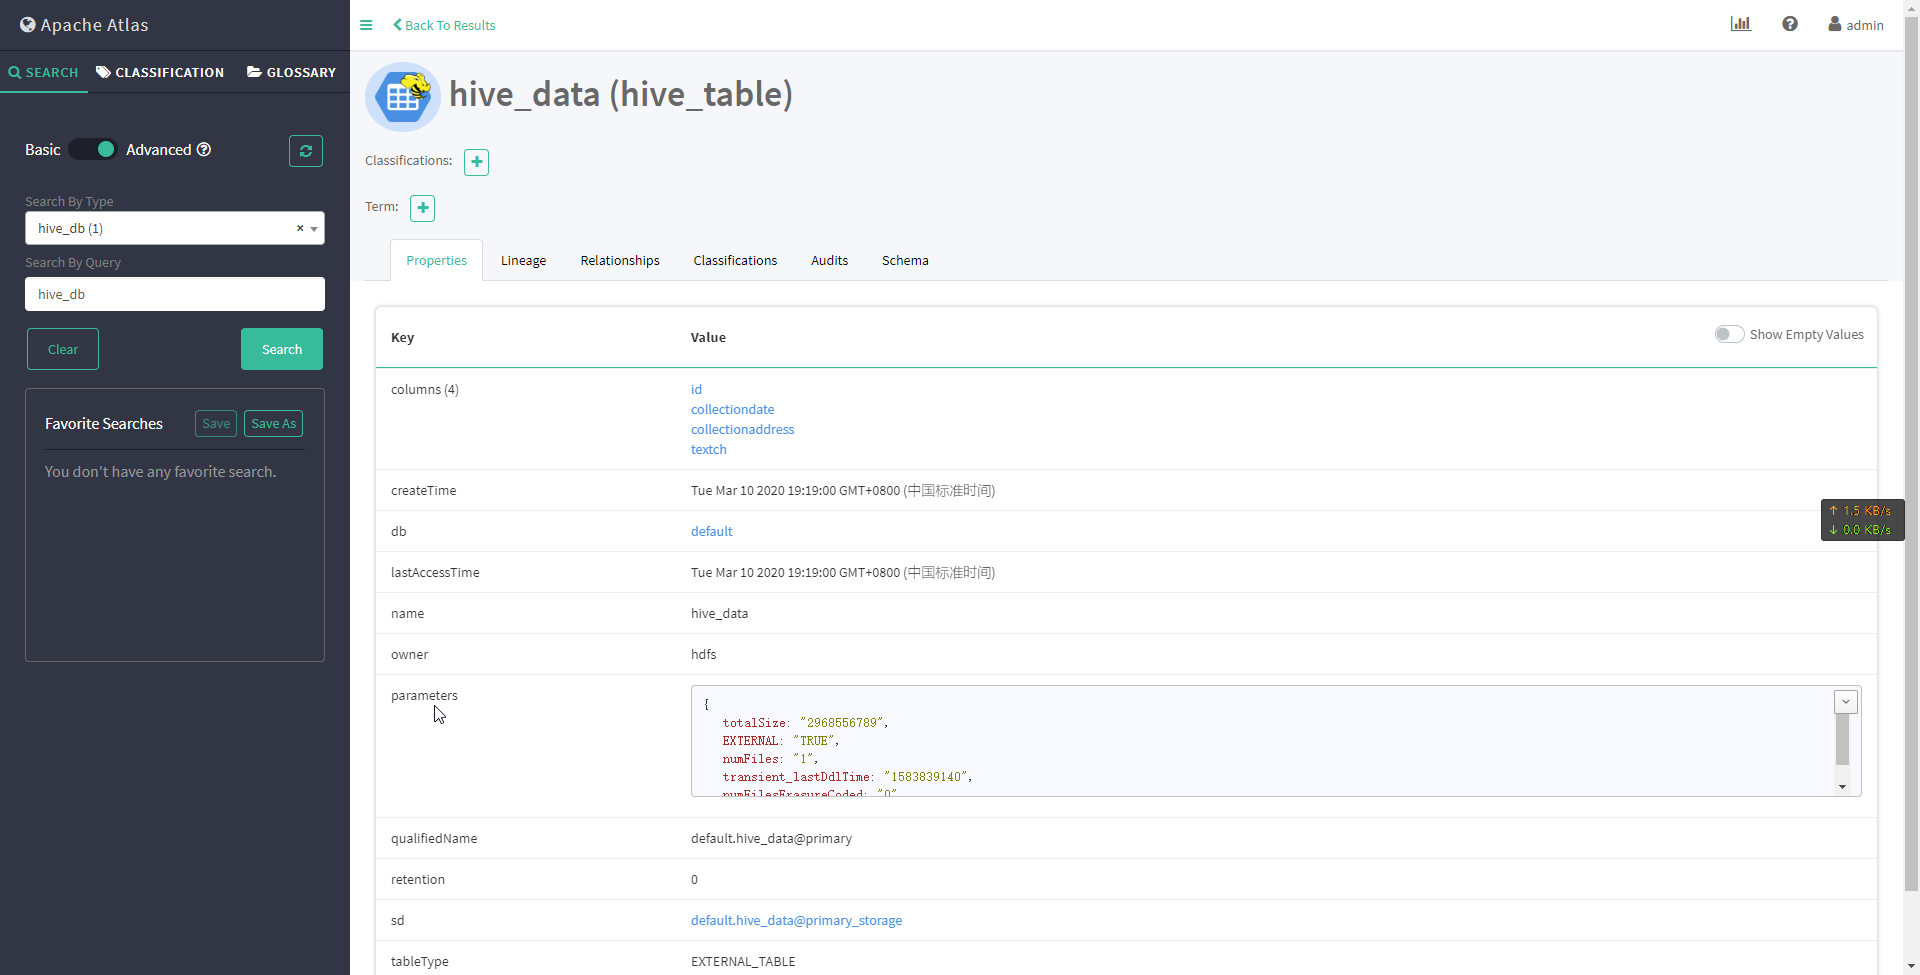 Apache Atlas
SEARCH CLASSIFICATION GLOSSARY
Basic Advanced
Search By Type
hive_db (1)
Search By Query
hive_db
Clear Search
Favorite Searches Save Save As
You don't have any favorite search.
Back To Results
admin
hive_data (hive_table)
Classifications:
Term:
Properties Lineage Relationships Classifications Audits Schema
Key Value Show Empty Values
columns (4) id
collectiondate
collectionaddress
textch
createTime Tue Mar 10 2020 19:19:00 GMT+0800 (中国标准时间)
db default
lastAccessTime Tue Mar 10 2020 19:19:00 GMT+0800 (中国标准时间)
name hive_data
owner hdfs
parameters {
totalSize: "2968556789",
EXTERNAL: "TRUE",
numFiles: "1",
transient_lastDdlTime: "1583839140",
numFilesErasureCoded: "0"
qualifiedName default.hive_data@primary
retention 0
sd default.hive_data@primary_storage
tableType EXTERNAL_TABLE
↑ 1.5 KB/s
↓ 0.0 KB/s